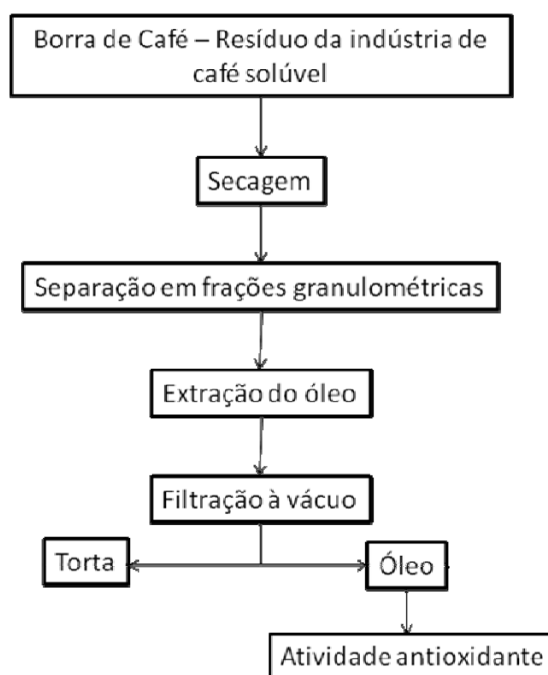 Borra de Café – Resíduo da indústria de
café solúvel
Secagem
Separação em frações granulométricas
Extração do óleo
Filtração à vácuo
Torta
Óleo
Atividade antioxidante